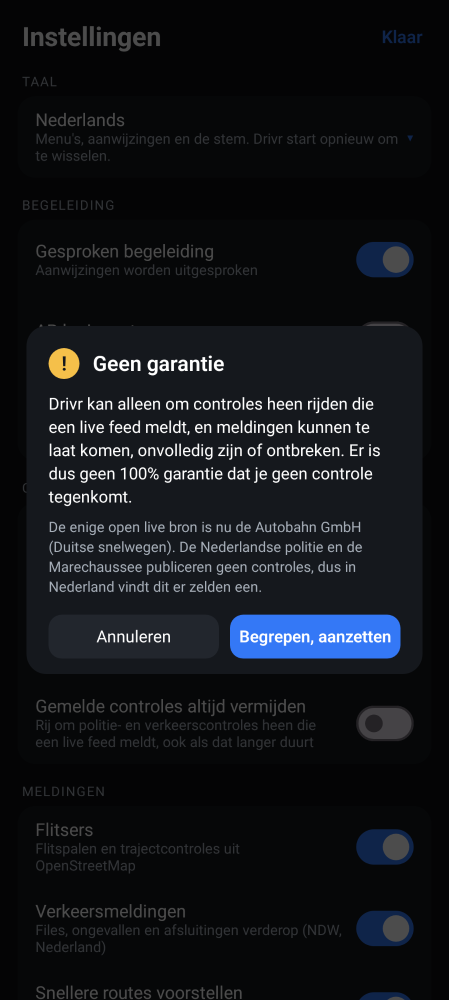 Instellingen
Klaar
TAAL
Nederlands
Menu's, aanwijzingen en de stem. Drivr start opnieuw om
te wisselen.
BEGELEIDING
Gesproken begeleiding
Aanwijzingen worden uitgesproken
!
Geen garantie
Drivr kan alleen om controles heen rijden die
een live feed meldt, en meldingen kunnen te
laat komen, onvolledig zijn of ontbreken. Er is
dus geen 100% garantie dat je geen controle
tegenkomt.
De enige open live bron is nu de Autobahn GmbH
(Duitse snelwegen). De Nederlandse politie en de
Marechaussee publiceren geen controles, dus in
Nederland vindt dit er zelden een.
Annuleren
Begrepen, aanzetten
Gemelde controles altijd vermijden
Rij om politie- en verkeerscontroles heen die
een live feed meldt, ook als dat langer duurt
MELDINGEN
Flitsers
Flitspalen en trajectcontroles uit
OpenStreetMap
Verkeersmeldingen
Files, ongevallen en afsluitingen verderop (NDW,
Nederland)
Snellere routes voorstellen